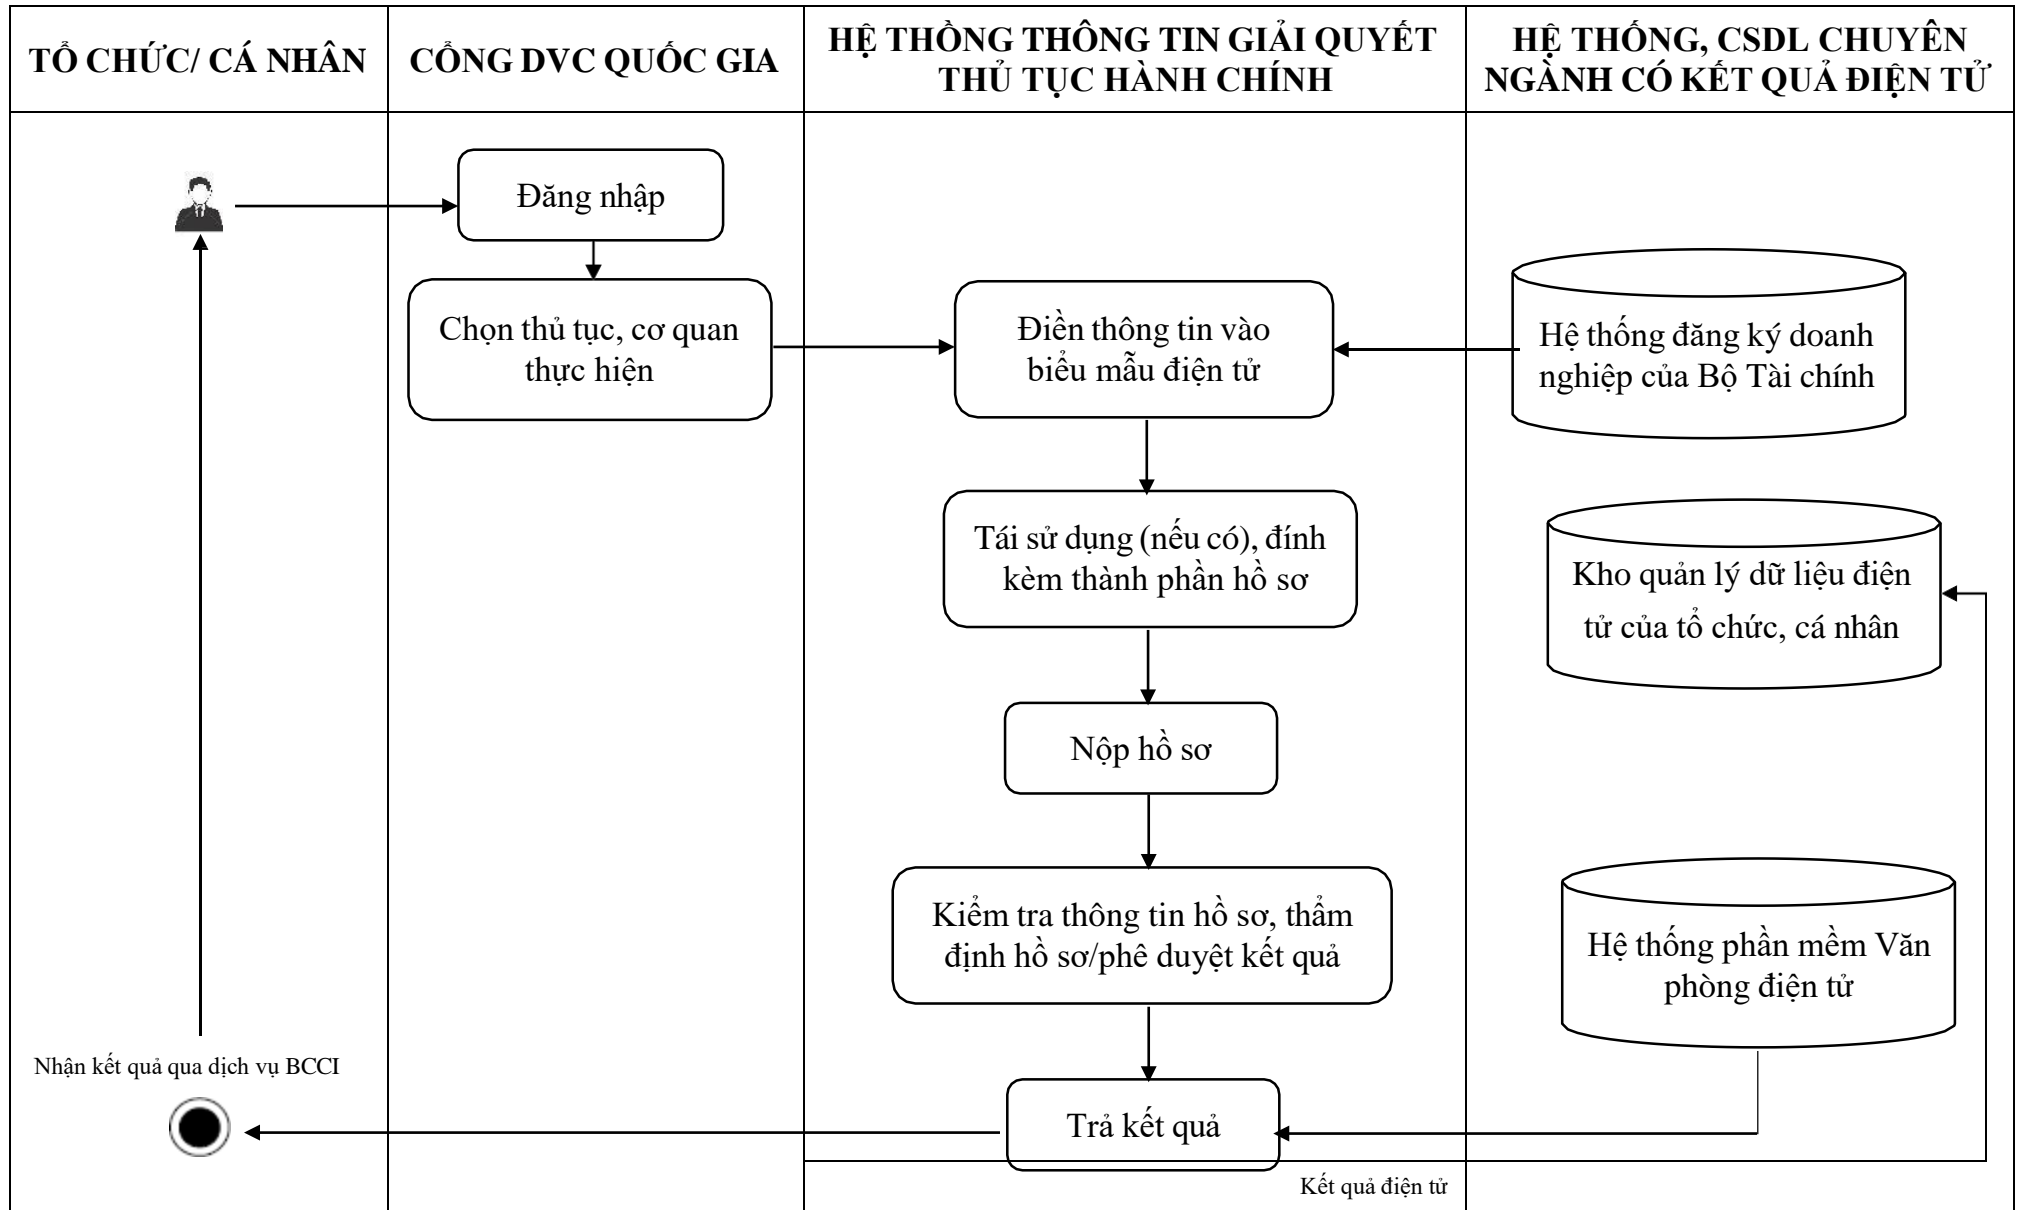 TỔ CHỨC/ CÁ NHÂN
CỔNG DVC QUỐC GIA
HỆ THỒNG THÔNG TIN GIẢI QUYẾT
THỦ TỤC HÀNH CHÍNH
HỆ THỐNG, CSDL CHUYÊN
NGÀNH CÓ KẾT QUẢ ĐIỆN TỬ
Đăng nhập
Chọn thủ tục, cơ quan
thực hiện
Điền thông tin vào
biểu mẫu điện tử
Hệ thống đăng ký doanh
nghiệp của Bộ Tài chính
Tái sử dụng (nếu có), đính
kèm thành phần hồ sơ
Kho quản lý dữ liệu điện
tử của tổ chức, cá nhân
Nộp hồ sơ
Kiểm tra thông tin hồ sơ, thẩm
định hồ sơ/phê duyệt kết quả
Hệ thống phần mềm Văn
phòng điện tử
Nhận kết quả qua dịch vụ BCCI
Trả kết quả
Kết quả điện tử